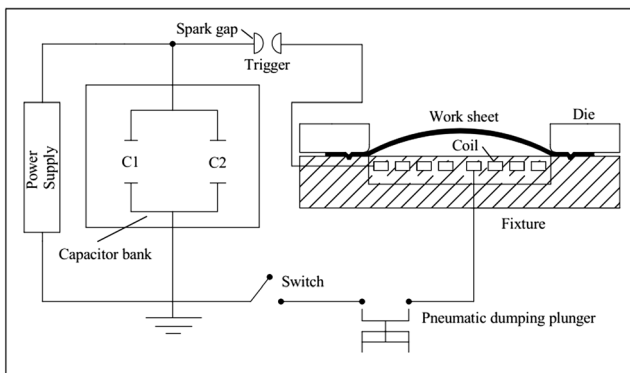 Spark gap
Trigger
Die
Work sheet
Coil
Power
Supply
C1
C2
Fixture
Capacitor bank
Switch
Pneumatic dumping plunger